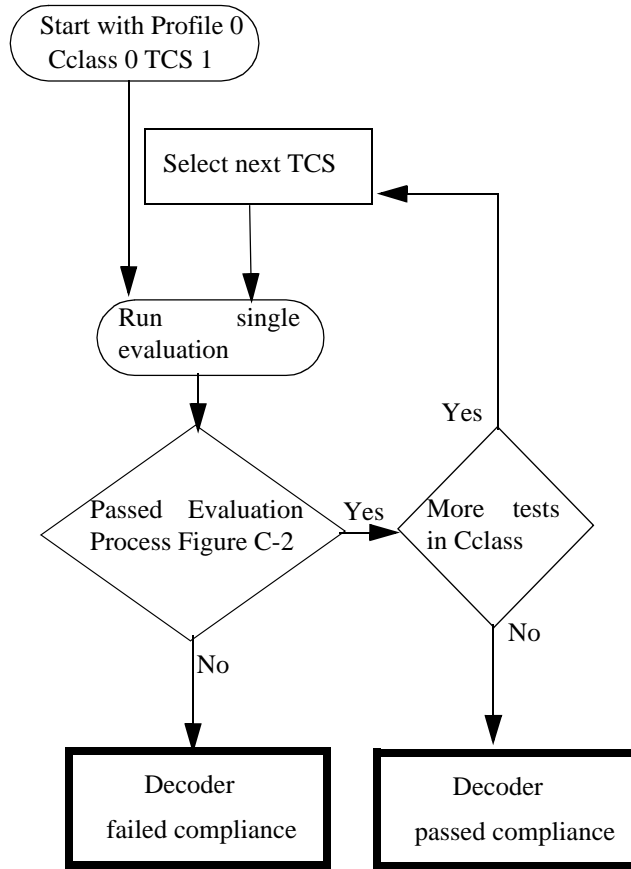 Start with Profile 0
Cclass 0 TCS 1
Select next TCS
Run single
evaluation
Yes
Passed Evaluation
Process Figure C-2
Yes
More tests
in Cclass
No
No
Decoder
failed compliance
Decoder
passed compliance